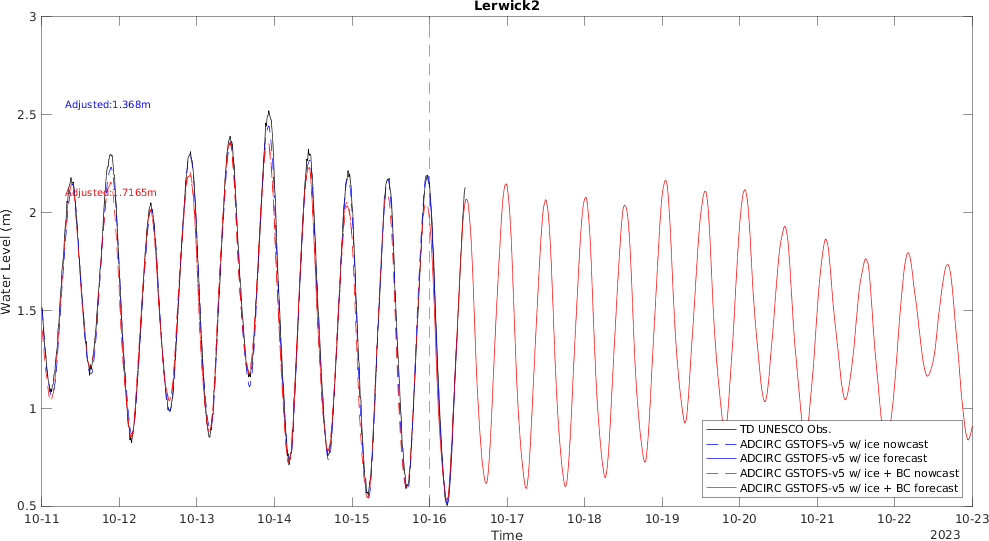 Lerwick2
3
2.5
2
1.5
1
0.5
Water Level (m)
Adjusted:1.368m
Adjusted:1.7165m
TD UNESCO Obs.
ADCIRC GSTOFS-v5 w/ ice nowcast
ADCIRC GSTOFS-v5 w/ ice forecast
ADCIRC GSTOFS-v5 w/ ice + BC nowcast
ADCIRC GSTOFS-v5 w/ ice + BC forecast
10-11 10-12 10-13 10-14 10-15 10-16 10-17 10-18 10-19 10-20 10-21 10-22 10-23
Time
2023